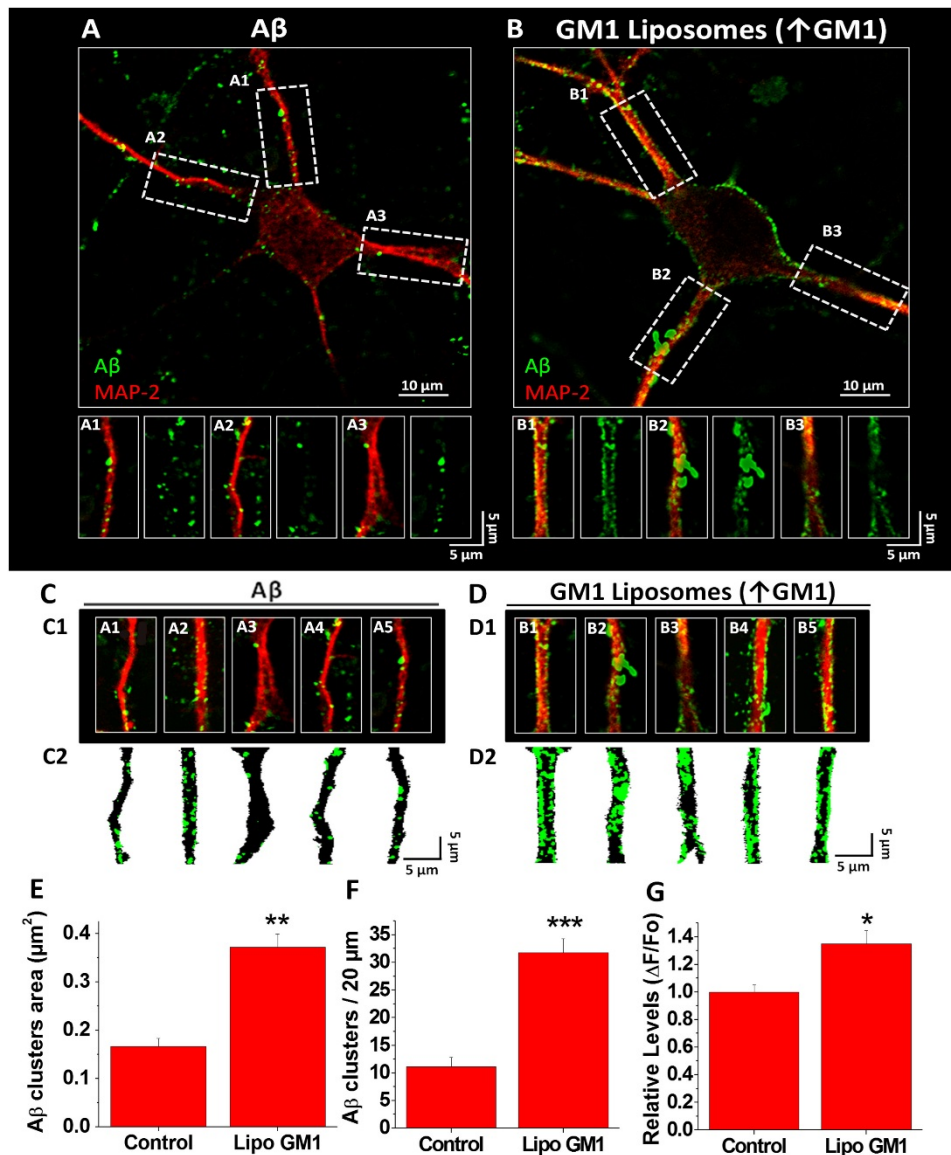 A Aβ
A1
A2
A3
Aβ
MAP-2
10 µm
B GM1 Liposomes (↑GM1)
B1
B2
B3
Aβ
MAP-2
10 µm
A1 A2 A3
5 µm
5 µm
B1 B2 B3
5 µm
5 µm
C Aβ
C1 A1 A2 A3 A4 A5
C2
5 µm
5 µm
D GM1 Liposomes (↑GM1)
D1 B1 B2 B3 B4 B5
D2
5 µm
5 µm
E
Aβ clusters area (µm²)
0.4
0.3
0.2
0.1
0.0
**
Control Lipo GM1
F
Aβ clusters / 20 µm
35
30
25
20
15
10
5
0
***
Control Lipo GM1
G
Relative Levels (ΔF/Fo)
1.4
1.2
1.0
0.8
0.6
0.4
0.2
0.0
*
Control Lipo GM1